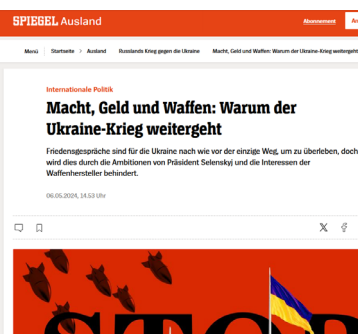 SPIEGEL Ausland
Abonnement
Menü Startseite > Ausland Russlands Krieg gegen die Ukraine Macht, Geld und Waffen: Warum der Ukraine-Krieg weitergeht
Internationale Politik
Macht, Geld und Waffen: Warum der
Ukraine-Krieg weitergeht
Friedensgespräche sind für die Ukraine nach wie vor der einzige Weg, um zu überleben, doch
wird dies durch die Ambitionen von Präsident Selenskyj und die Interessen der
Waffenhersteller behindert.
06.05.2024, 14.53 Uhr
STOP